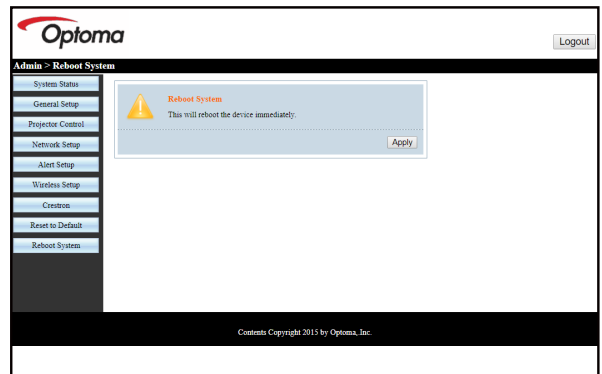 Optoma
Logout
Admin > Reboot System
System Status
General Setup
Projector Control
Network Setup
Alert Setup
Wireless Setup
Crestron
Reset to Default
Reboot System
Reboot System
This will reboot the device immediately.
Apply
Contents Copyright 2015 by Optoma, Inc.